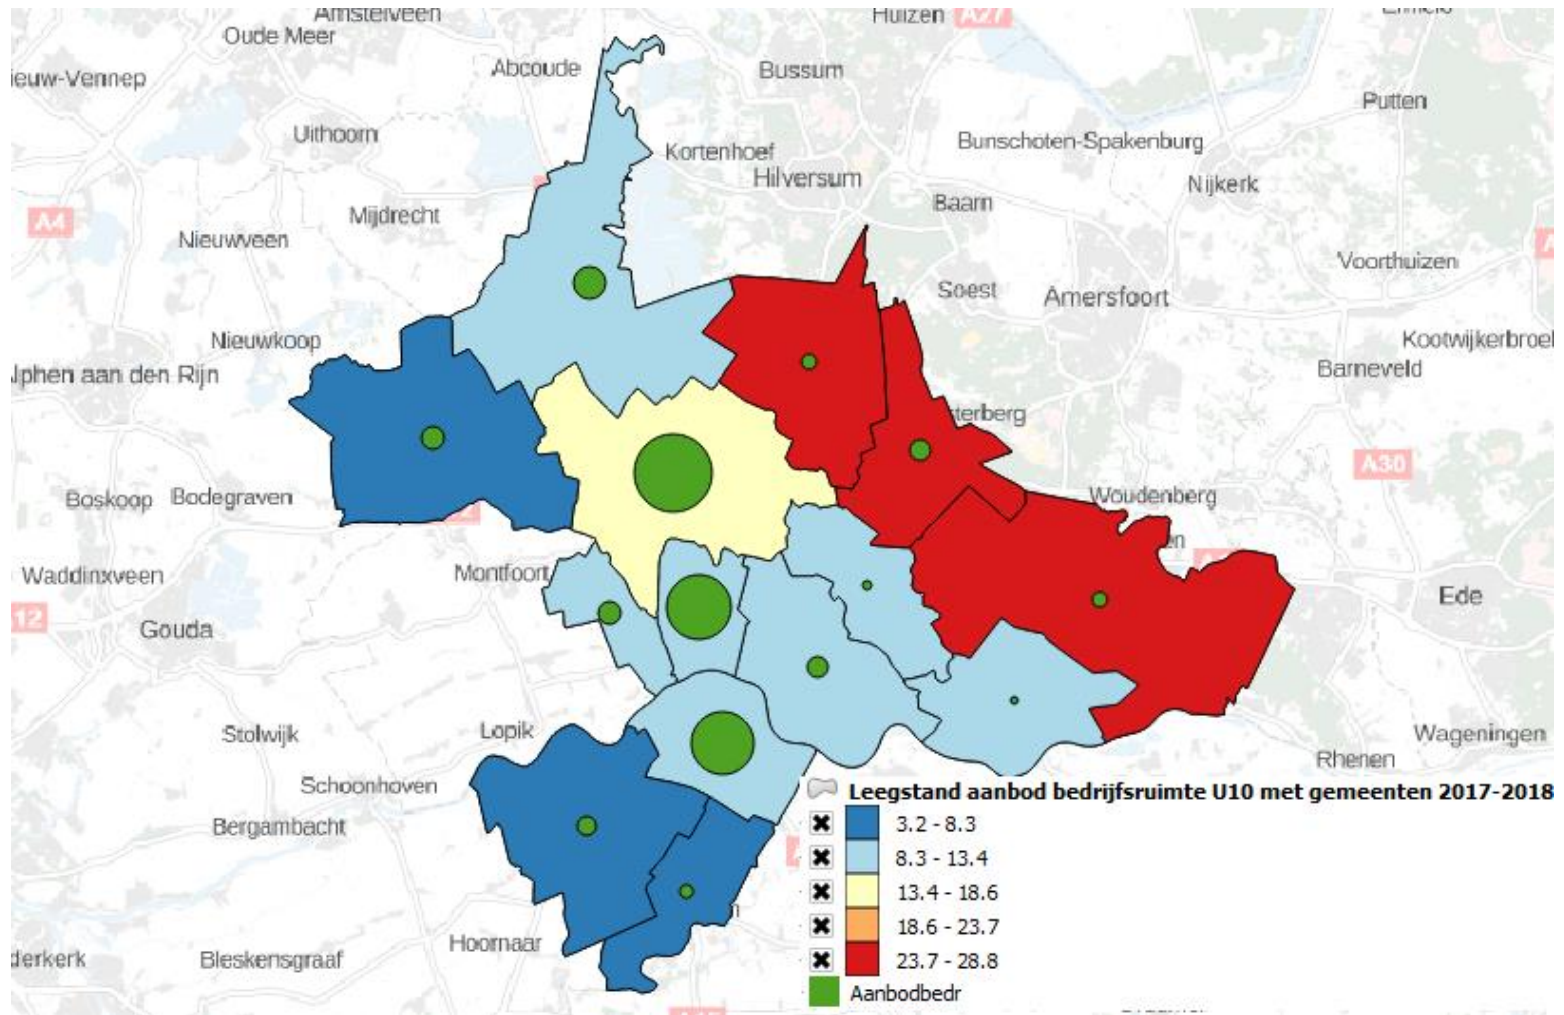 Amstelveen
Huizen
A27
Oude Meer
Abcoude
Bussum
ieuw-Vennep
Putten
Uithoorn
Kortenhoef
Bunschoten-Spakenburg
Hilversum
Nijkerk
Baarn
Mijdrecht
A4
Nieuwveen
Voorthuizen
Soest
Amersfoort
Nieuwkoop
Kootwijkerbroel
lphen aan den Rijn
Barneveld
sterberg
A30
Boskoop
Bodegraven
Woudenberg
en
Waddinxveen
Montfoort
Ede
12
Gouda
Stolwijk
Lopik
Wageningen
Rhenen
Schoonhoven
Leegstand aanbod bedrijfsruimte U10 met gemeenten 2017-2018
3.2 - 8.3
Bergambacht
8.3 - 13.4
13.4 - 18.6
18.6 - 23.7
Hoornaar
derkerk
Bleskensgraaf
23.7 - 28.8
Aanbodbedr